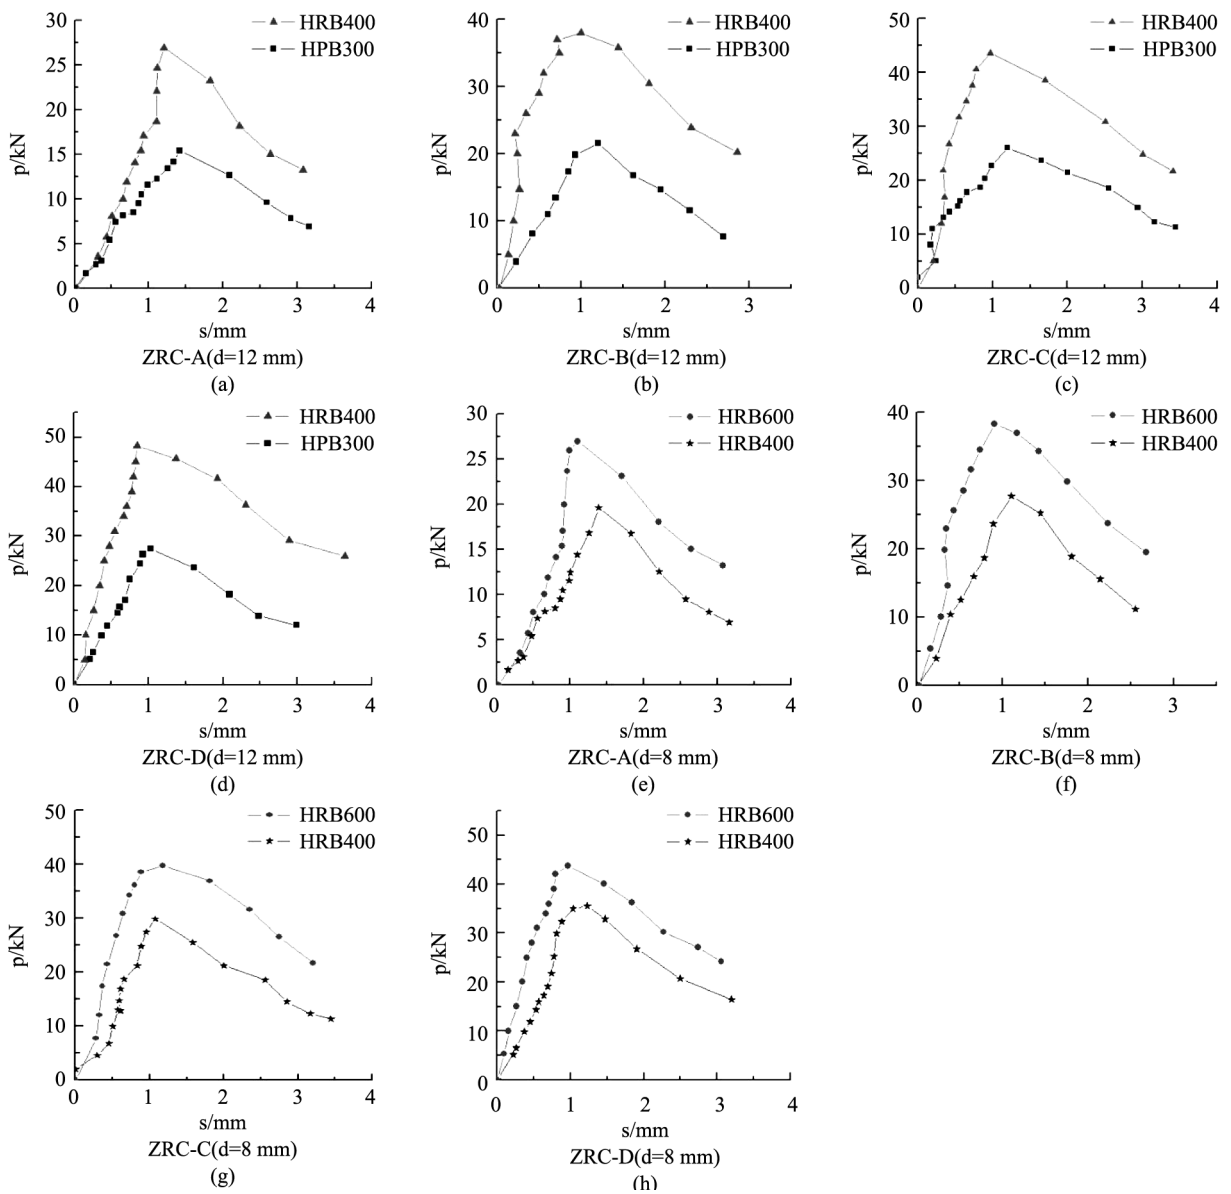 HRB400
HPB300
30
25
20
15
10
5
0
p/kN
0
1
2
3
4
s/mm
ZRC-A(d=12 mm)
(a)
HRB400
HPB300
40
30
20
10
0
p/kN
0
1
2
3
s/mm
ZRC-B(d=12 mm)
(b)
HRB400
HPB300
50
40
30
20
10
0
p/kN
0
1
2
3
4
s/mm
ZRC-C(d=12 mm)
(c)
HRB400
HPB300
50
40
30
20
10
0
p/kN
0
1
2
3
4
s/mm
ZRC-D(d=12 mm)
(d)
HRB600
HRB400
30
25
20
15
10
5
0
p/kN
0
1
2
3
4
s/mm
ZRC-A(d=8 mm)
(e)
HRB600
HRB400
40
30
20
10
0
p/kN
0
1
2
3
s/mm
ZRC-B(d=8 mm)
(f)
HRB600
HRB400
50
40
30
20
10
0
p/kN
0
1
2
3
4
s/mm
ZRC-C(d=8 mm)
(g)
HRB600
HRB400
50
40
30
20
10
0
p/kN
0
1
2
3
4
s/mm
ZRC-D(d=8 mm)
(h)